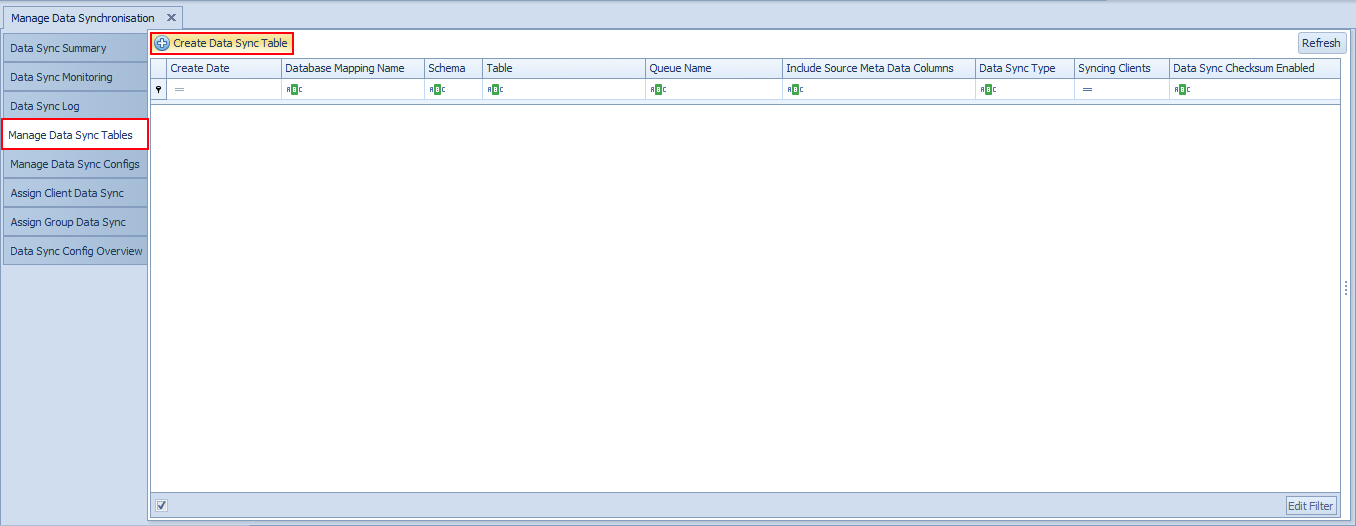 Manage Data Synchronisation
Data Sync Summary
Data Sync Monitoring
Data Sync Log
Manage Data Sync Tables
Manage Data Sync Configs
Assign Client Data Sync
Assign Group Data Sync
Data Sync Config Overview
Create Data Sync Table
Refresh
Create Date Database Mapping Name Schema Table Queue Name Include Source Meta Data Columns Data Sync Type Syncing Clients Data Sync Checksum Enabled
= ABC ABC ABC ABC ABC ABC = ABC
Edit Filter